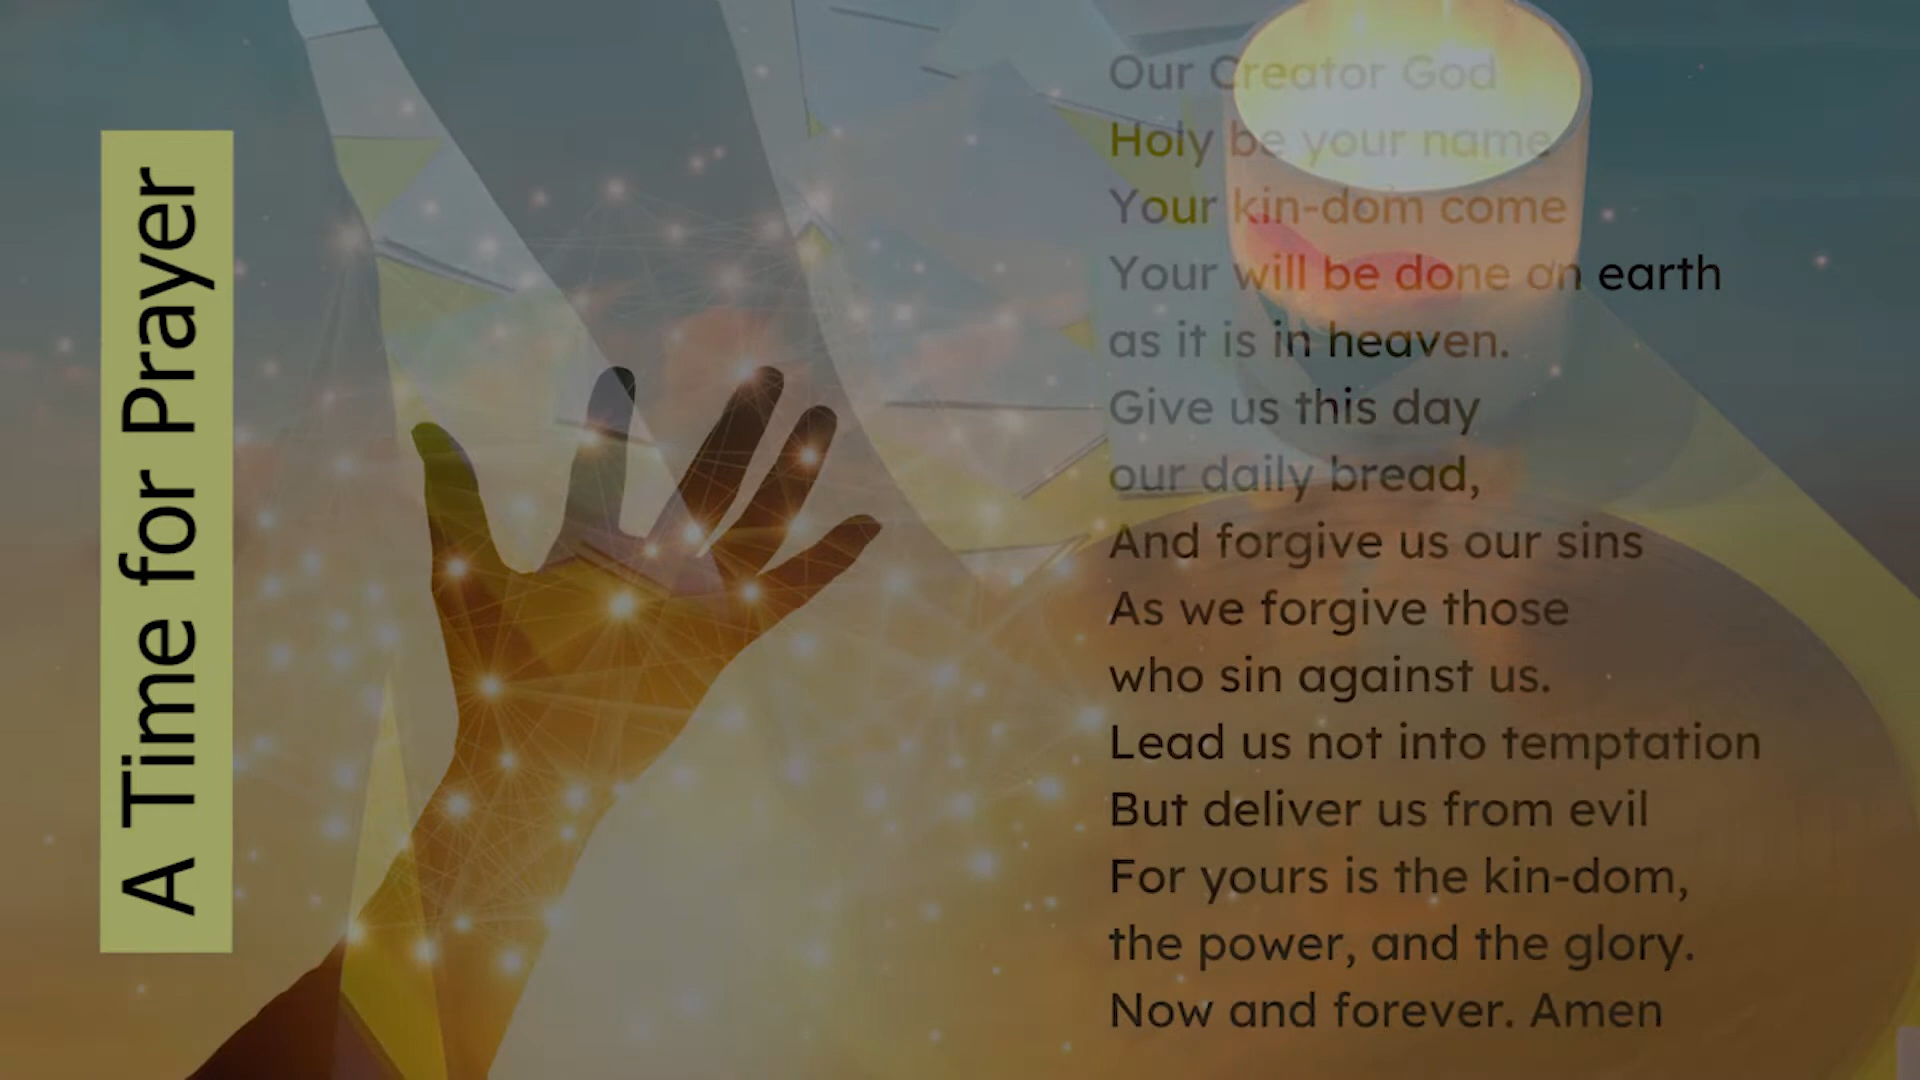 A Time for Prayer
Our Creator God
Holy be your name
Your kin-dom come
Your will be done on earth
as it is in heaven.
Give us this day
our daily bread,
And forgive us our sins
As we forgive those
who sin against us.
Lead us not into temptation
But deliver us from evil
For yours is the kin-dom,
the power, and the glory.
Now and forever. Amen